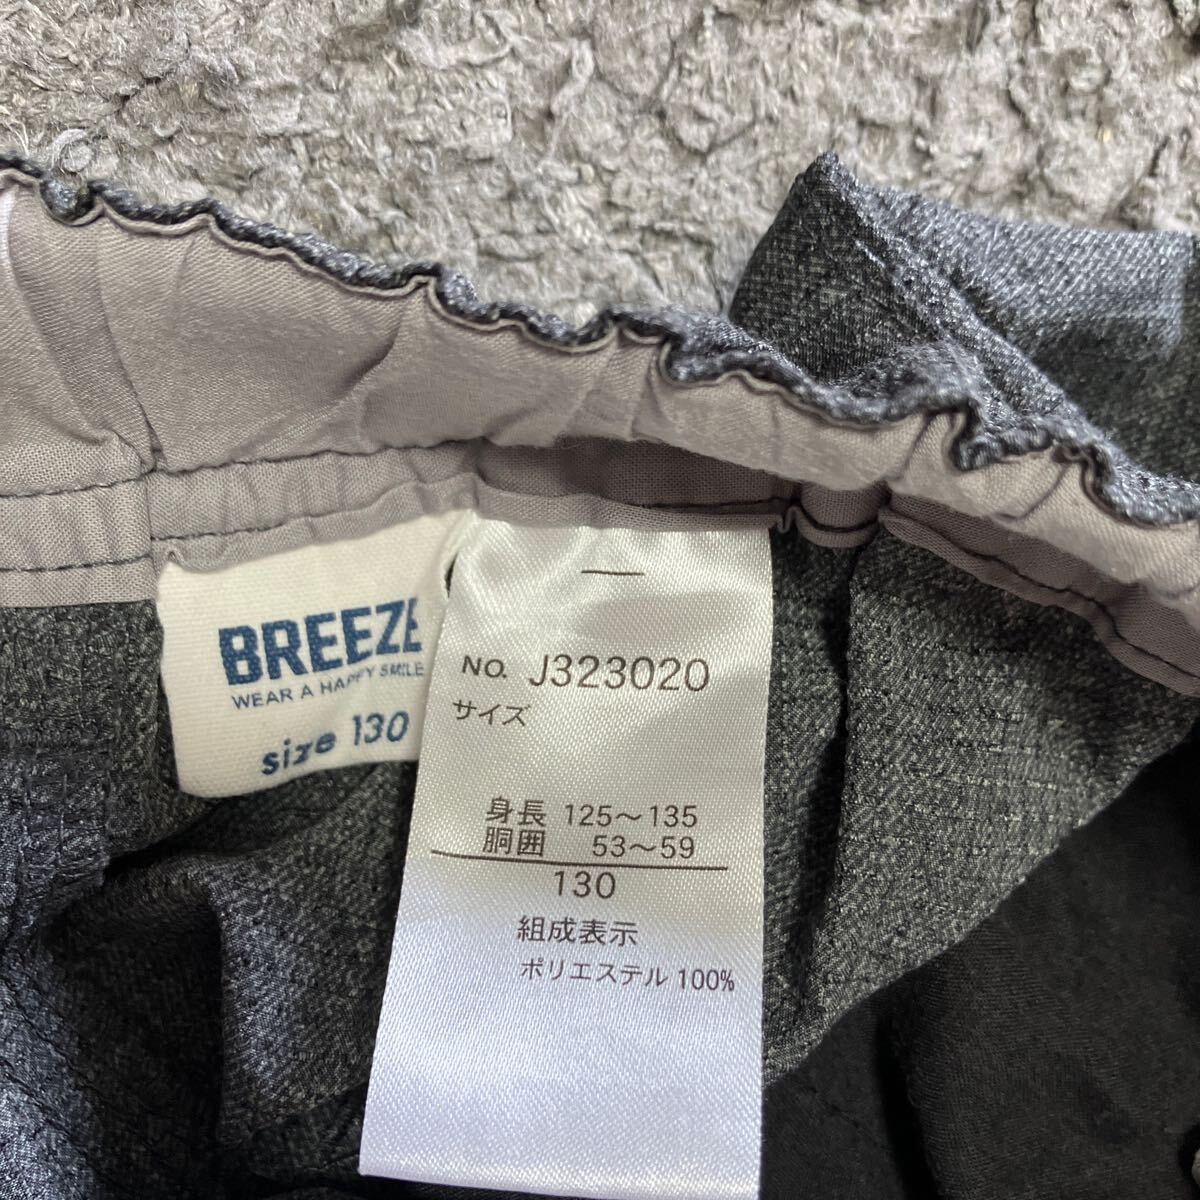 BREEZE
WEAR A HAPPY SMILE
size 130
NO. J323020
サイズ
身長 125～135
胴囲 53～59
130
組成表示
ポリエステル 100%